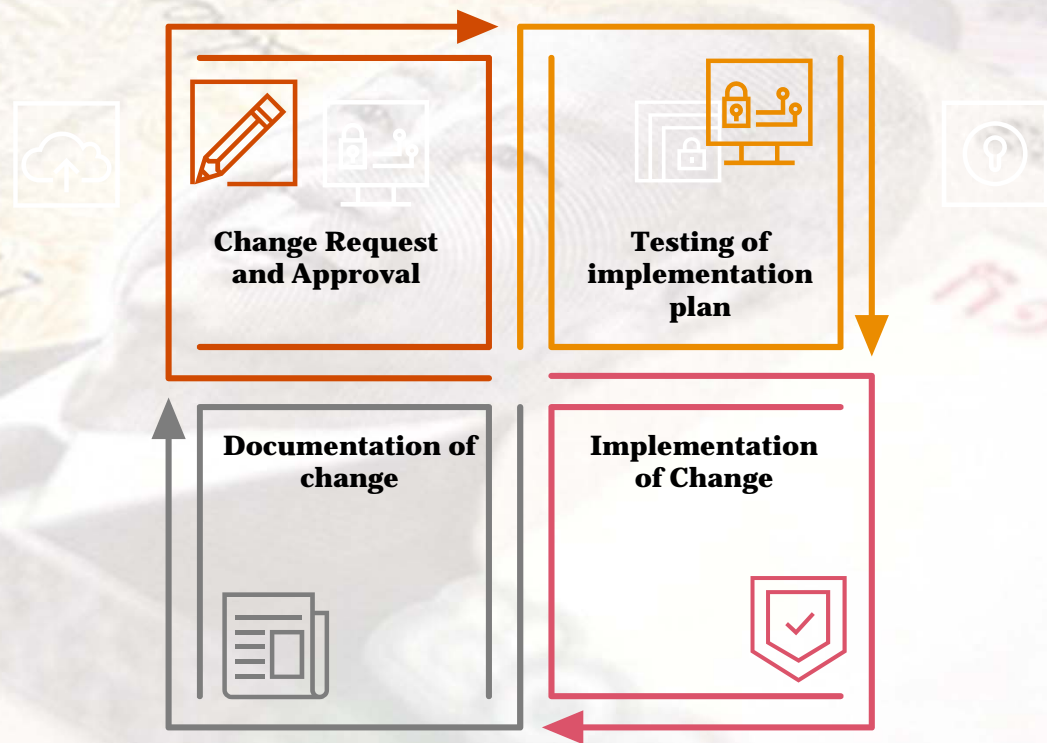 Change Request
and Approval
Testing of
implementation
plan
Documentation of
change
Implementation
of Change